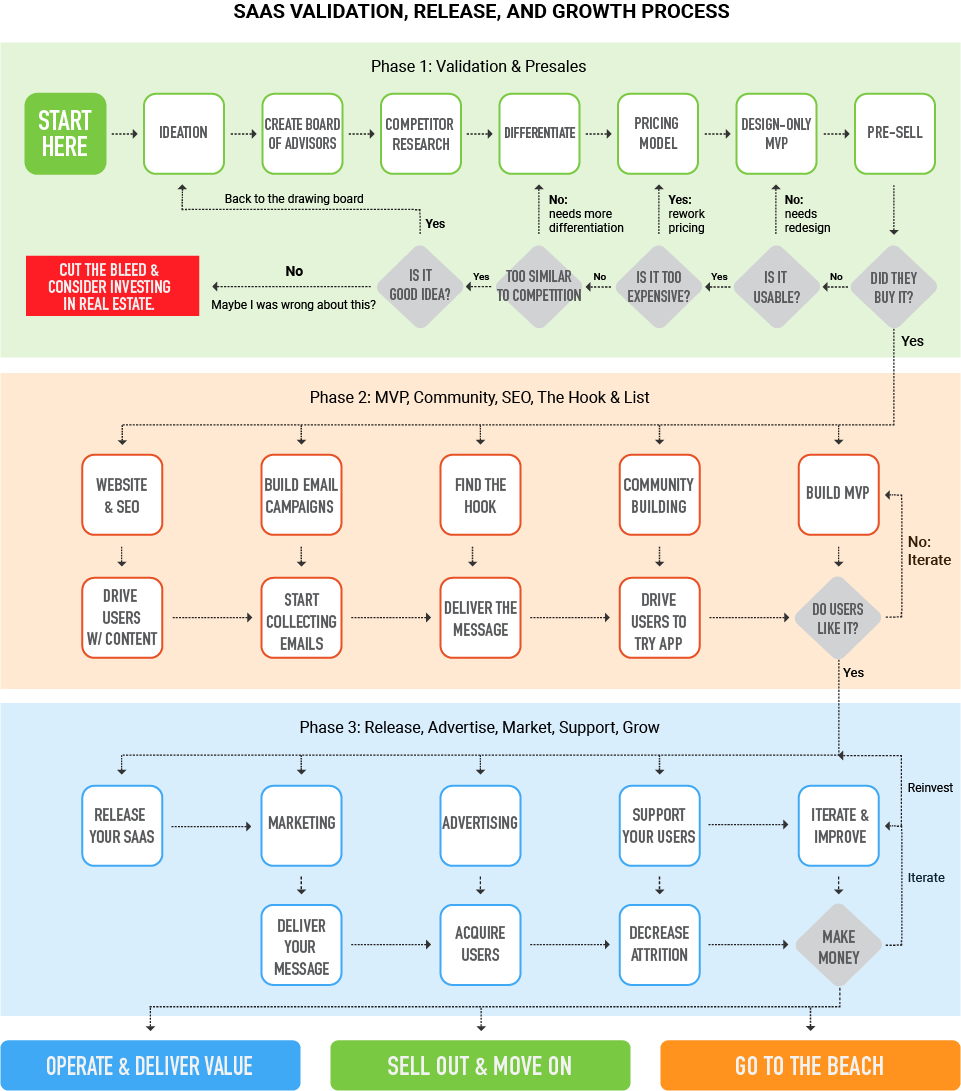 SAAS VALIDATION, RELEASE, AND GROWTH PROCESS
Phase 1: Validation & Presales
START
HERE
IDEATION
CREATE BOARD
OF ADVISORS
COMPETITOR
RESEARCH
DIFFERENTIATE
PRICING
MODEL
DESIGN-ONLY
MVP
PRE-SELL
Back to the drawing board
Yes
No:
needs more
differentiation
Yes:
rework
pricing
No:
needs
redesign
CUT THE BLEED &
CONSIDER INVESTING
IN REAL ESTATE.
No
Maybe I was wrong about this?
IS IT
GOOD IDEA?
Yes
TOO SIMILAR
TO COMPETITION
No
IS IT TOO
EXPENSIVE?
Yes
IS IT
USABLE?
No
DID THEY
BUY IT?
Yes
Phase 2: MVP, Community, SEO, The Hook & List
WEBSITE
& SEO
BUILD EMAIL
CAMPAIGNS
FIND THE
HOOK
COMMUNITY
BUILDING
BUILD MVP
No:
Iterate
DRIVE
USERS
W/ CONTENT
START
COLLECTING
EMAILS
DELIVER THE
MESSAGE
DRIVE
USERS TO
TRY APP
DO USERS
LIKE IT?
Yes
Phase 3: Release, Advertise, Market, Support, Grow
RELEASE
YOUR SAAS
MARKETING
ADVERTISING
SUPPORT
YOUR USERS
ITERATE &
IMPROVE
Reinvest
Iterate
DELIVER
YOUR
MESSAGE
ACQUIRE
USERS
DECREASE
ATTRITION
MAKE
MONEY
OPERATE & DELIVER VALUE
SELL OUT & MOVE ON
GO TO THE BEACH